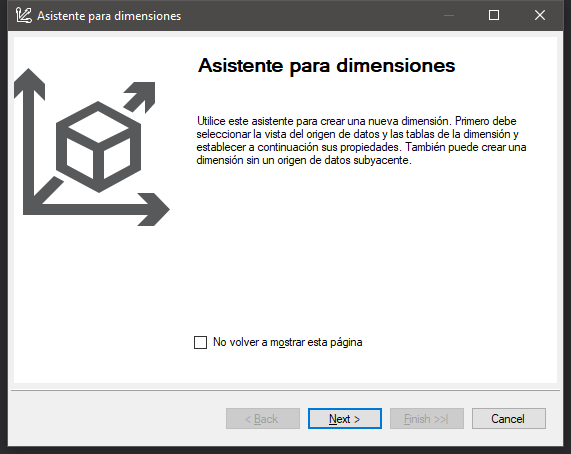 Asistente para dimensiones
Asistente para dimensiones
Utilice este asistente para crear una nueva dimensión. Primero debe
seleccionar la vista del origen de datos y las tablas de la dimensión y
establecer a continuación sus propiedades. También puede crear una
dimensión sin un origen de datos subyacente.
No volver a mostrar esta página
< Back
Next >
Finish >>|
Cancel